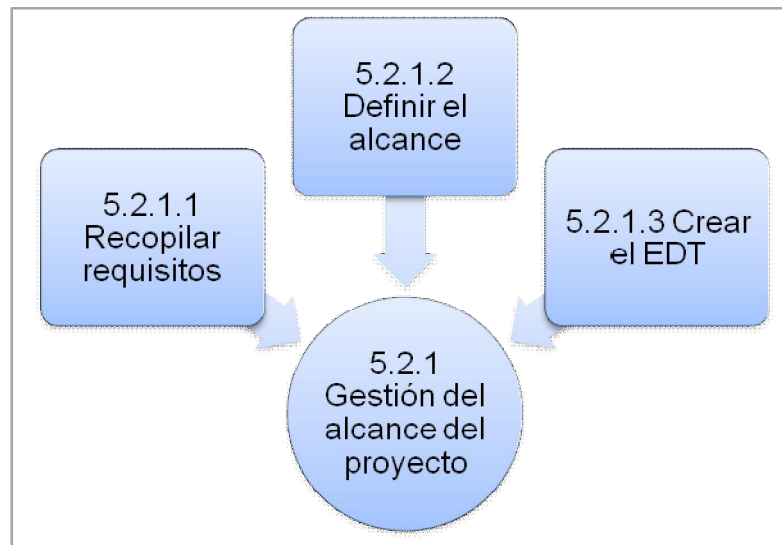 5.2.1.1
Recopilar
requisitos
5.2.1.2
Definir el
alcance
5.2.1.3 Crear
el EDT
5.2.1
Gestión del
alcance del
proyecto